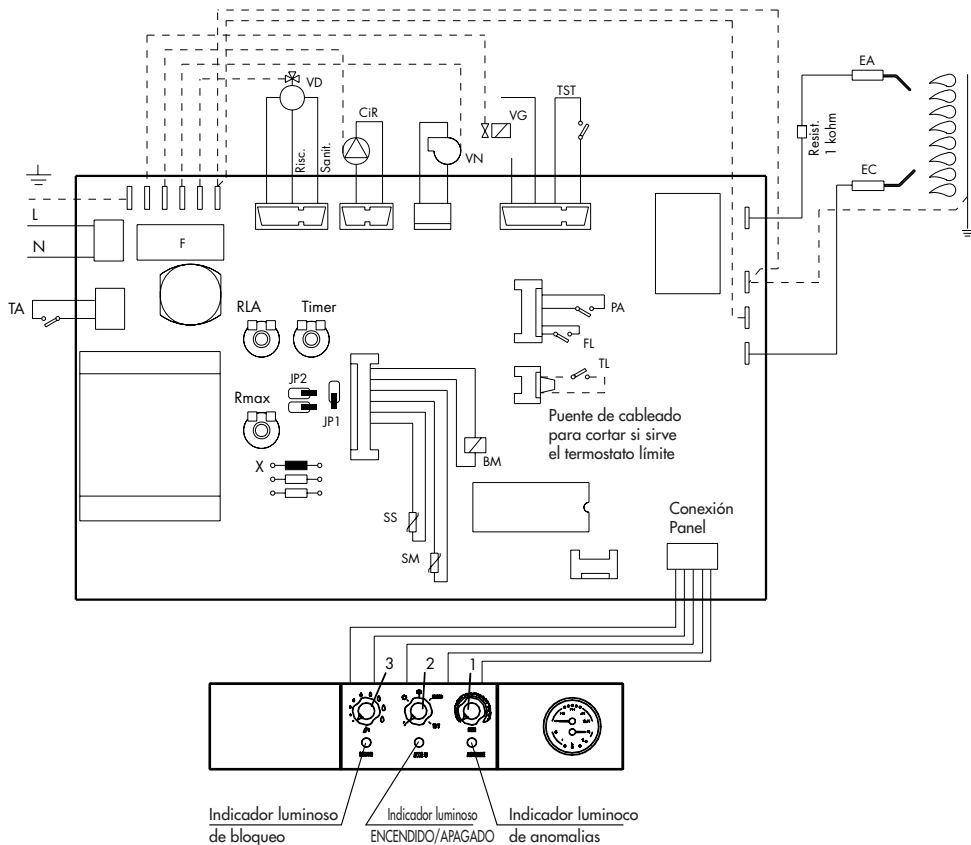 EA
VD
TST
CiR
VG
Resist.
1 kohm
Risc.
Sanit.
VN
EC
L
N
F
TA
RLA
Timer
PA
FL
JP2
TL
Rmax
JP1
Puente de cableado
para cortar si sirve
el termostato límite
X
BM
SS
Conexión
Panel
SM
3
2
1
Indicador luminoso
de bloqueo
Indicador luminoso
ENCENDIDO/APAGADO
Indicador luminoco
de anomalias